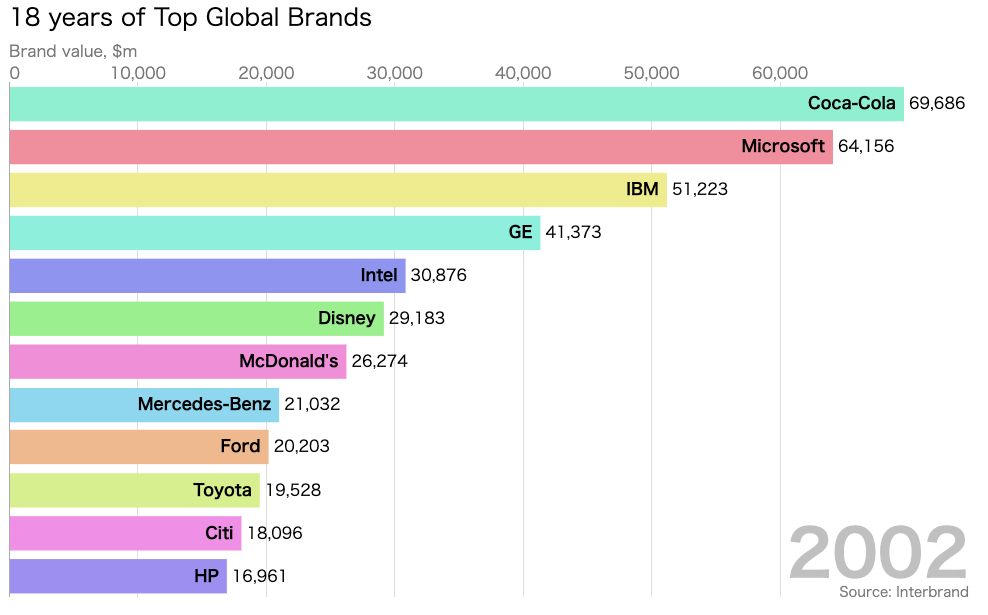 18 years of Top Global Brands
Brand value, $m
0 10,000 20,000 30,000 40,000 50,000 60,000
Coca-Cola 69,686
Microsoft 64,156
IBM 51,223
GE 41,373
Intel 30,876
Disney 29,183
McDonald's 26,274
Mercedes-Benz 21,032
Ford 20,203
Toyota 19,528
Citi 18,096
HP 16,961
2002
Source: Interbrand